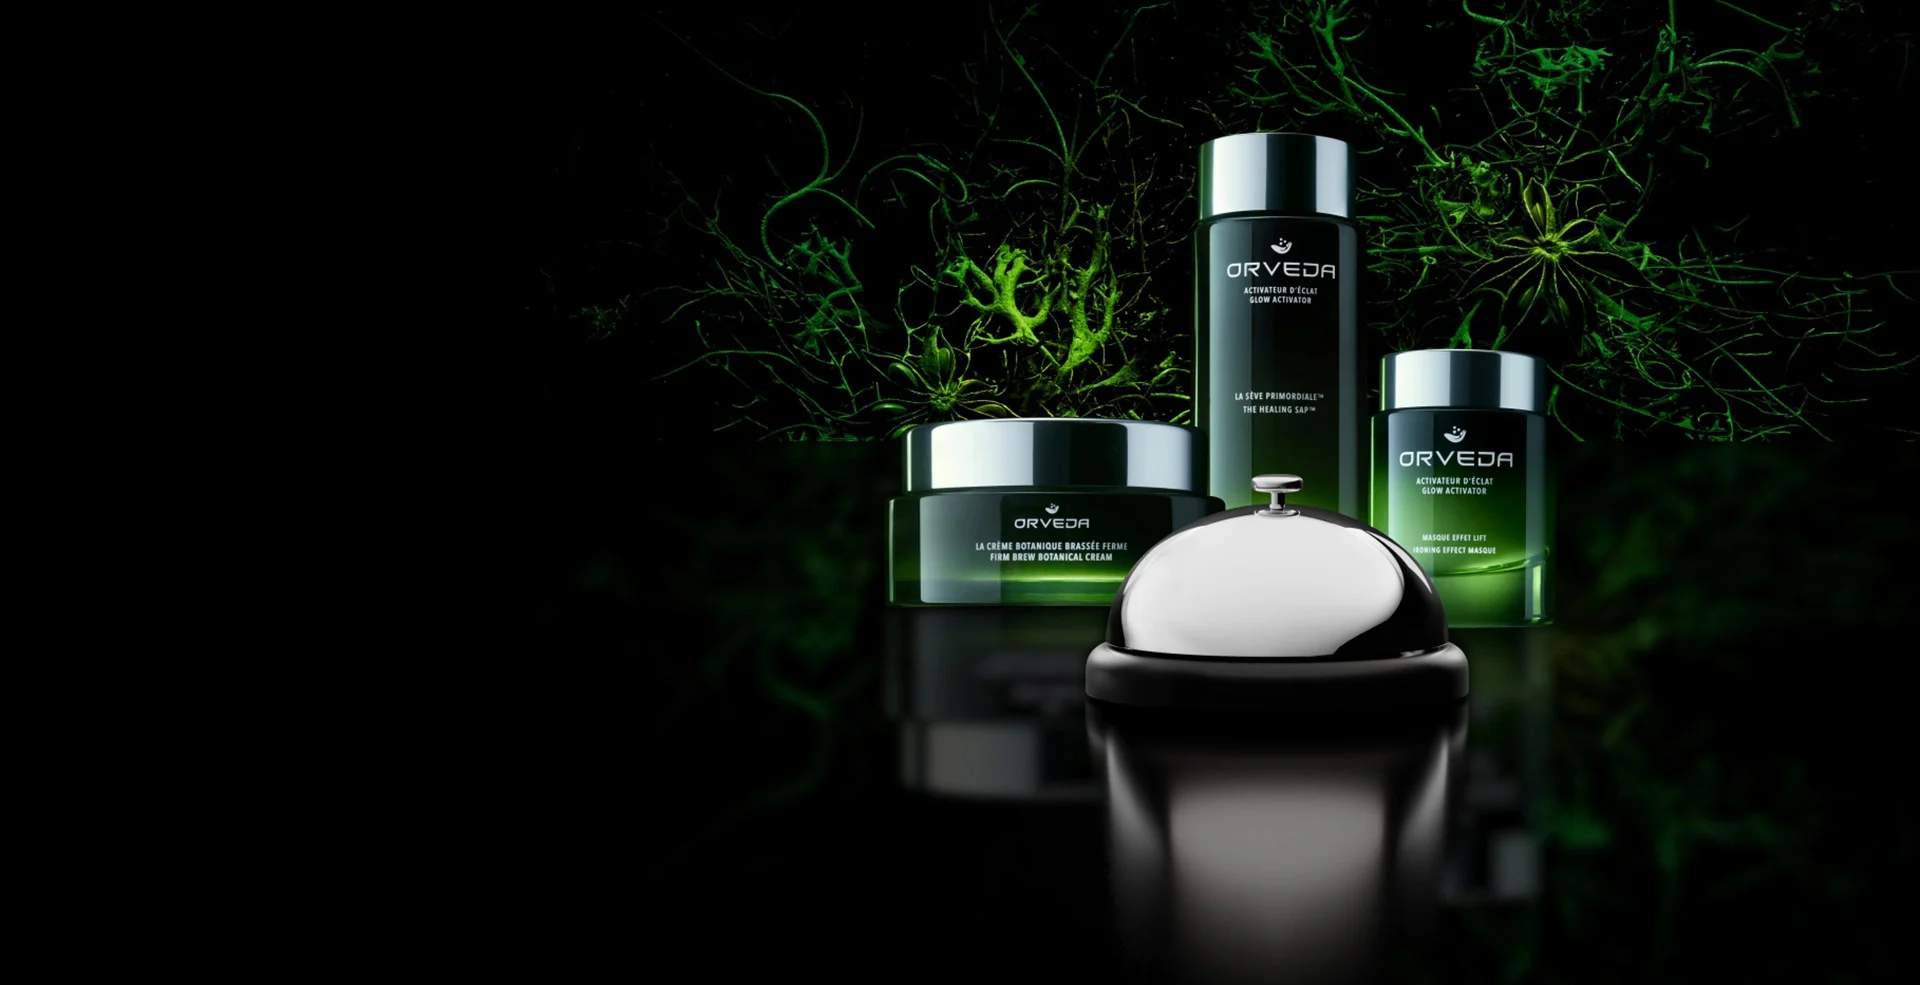 ORVEDA
ACTIVATEUR D'ÉCLAT
GLOW ACTIVATOR
LA SÈVE PRIMORDIALE™
THE HEALING SAP™
ORVEDA
LA CRÈME BOTANIQUE BRASSÉE FERME
FIRM BREW BOTANICAL CREAM
ORVEDA
ACTIVATEUR D'ÉCLAT
GLOW ACTIVATOR
MASQUE EFFET LIFT
IRONING EFFECT MASQUE